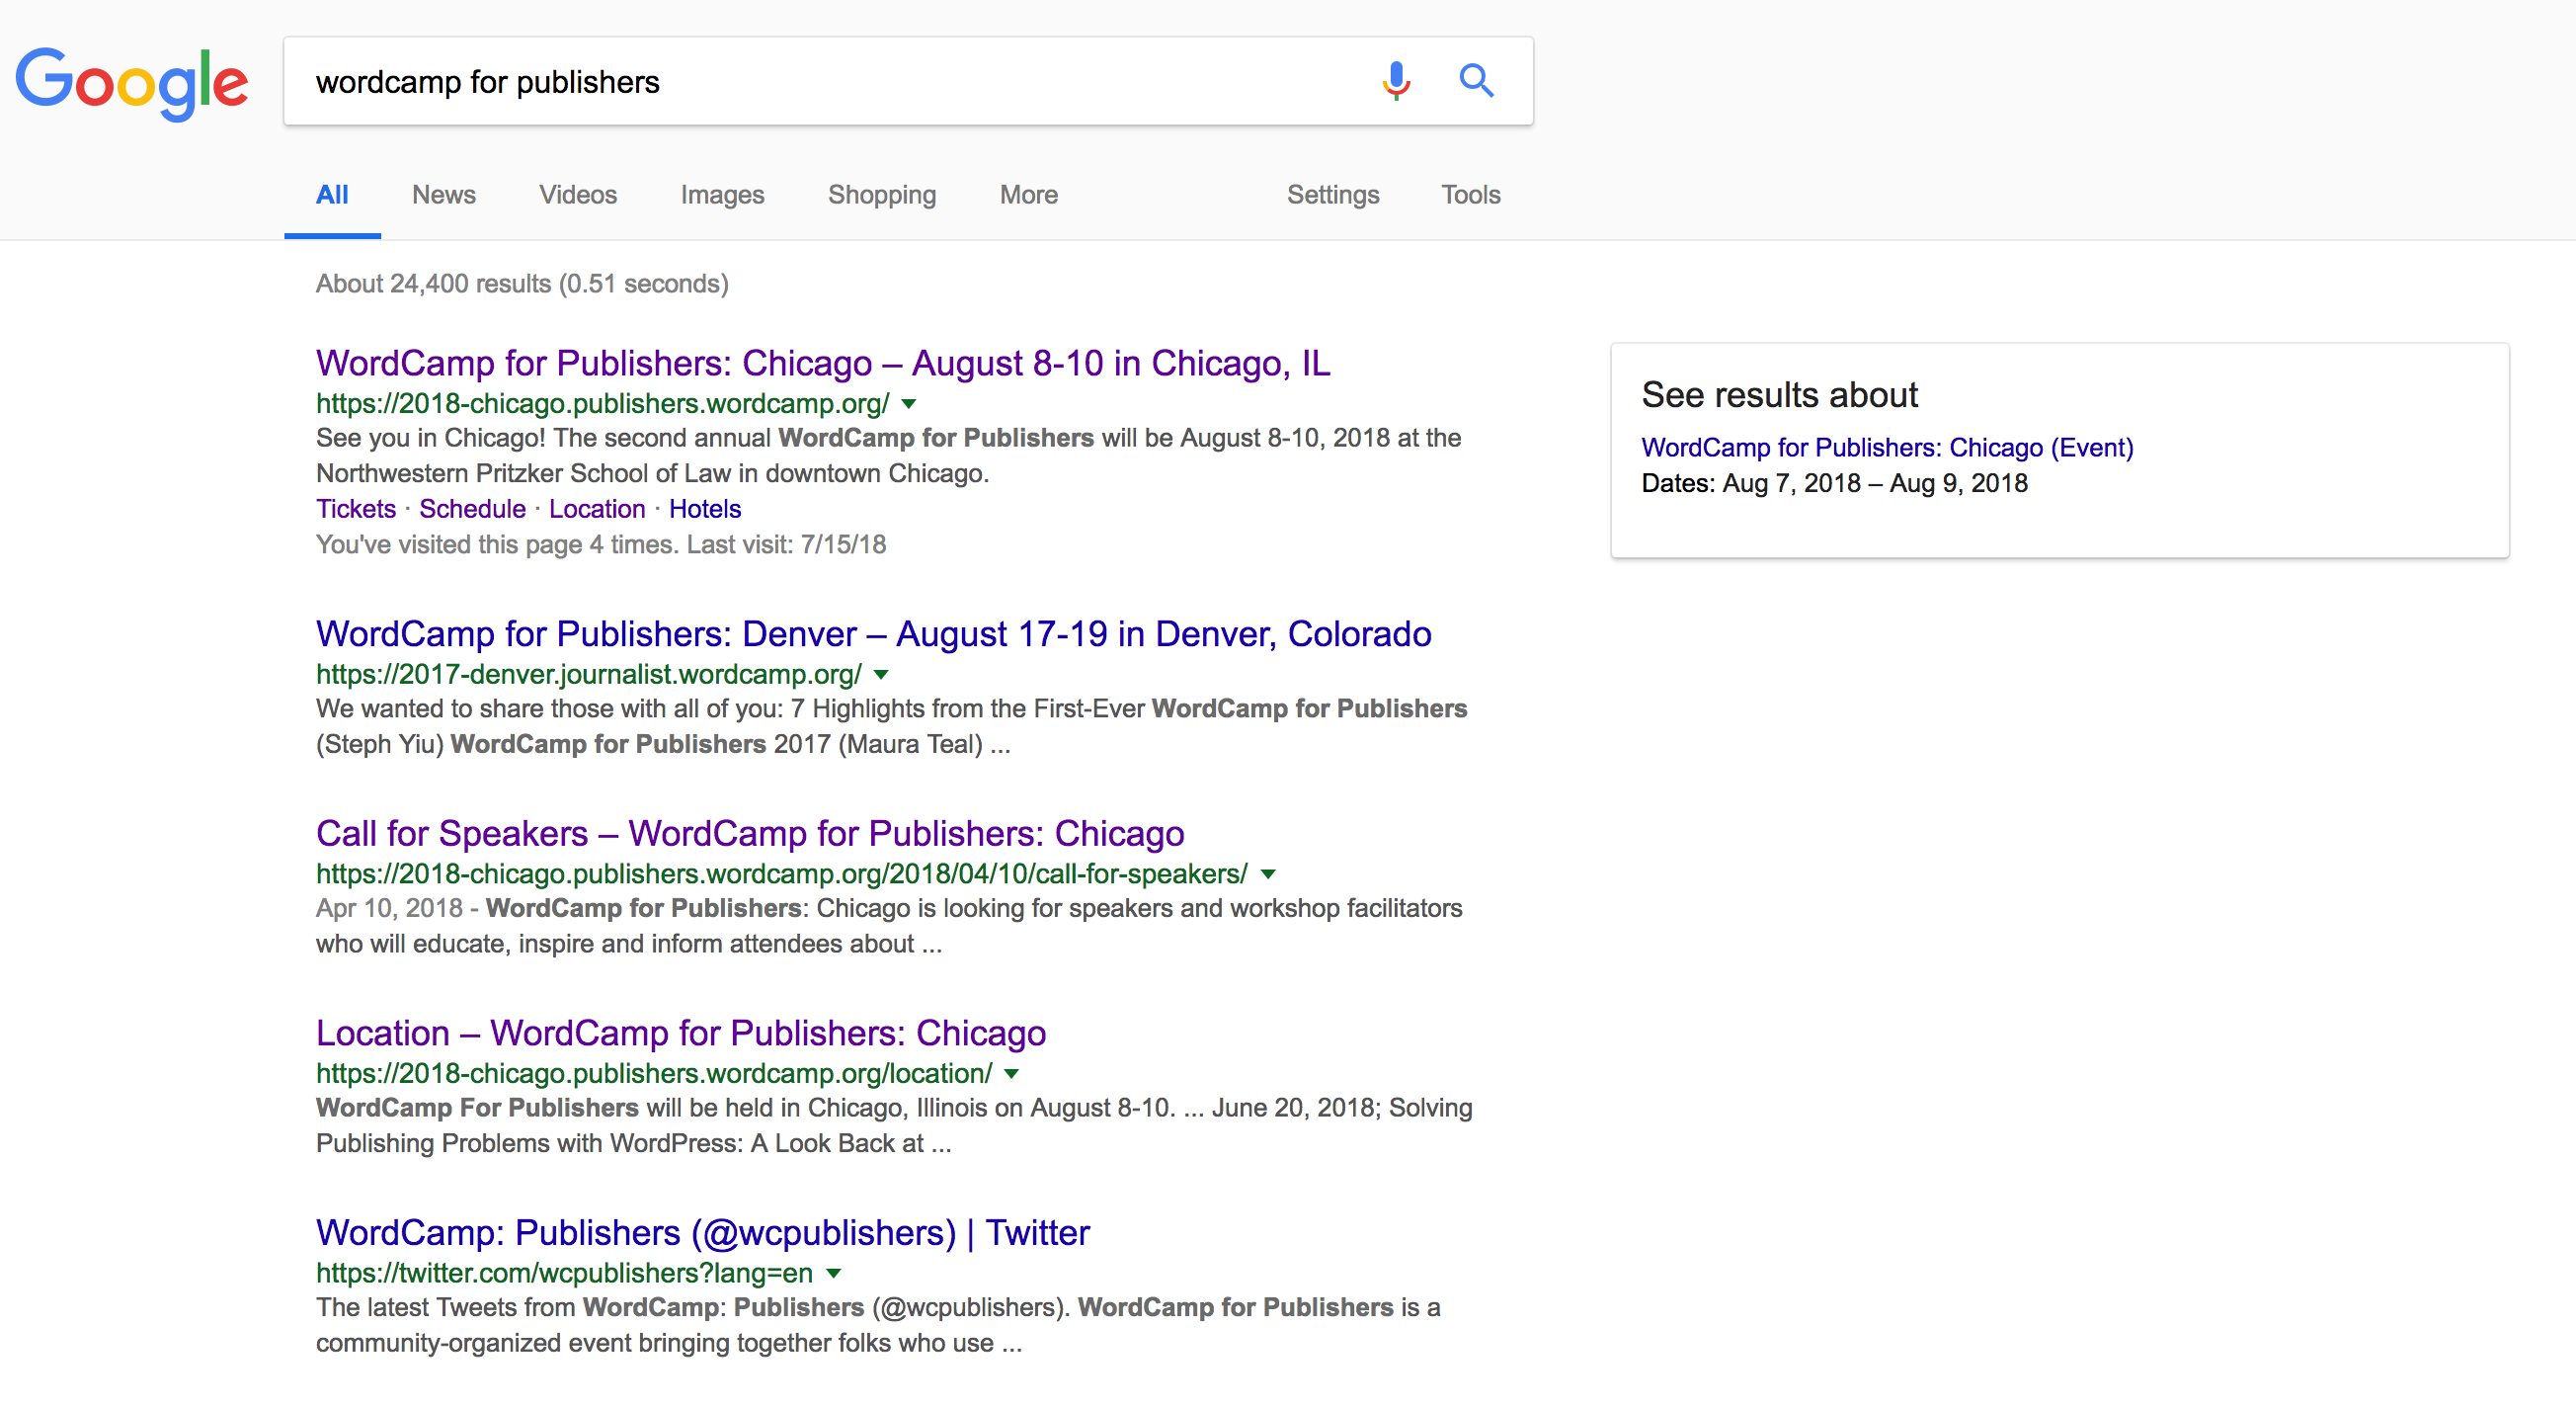 Google
wordcamp for publishers
All News Videos Images Shopping More Settings Tools
About 24,400 results (0.51 seconds)
WordCamp for Publishers: Chicago – August 8-10 in Chicago, IL
https://2018-chicago.publishers.wordcamp.org/
See you in Chicago! The second annual WordCamp for Publishers will be August 8-10, 2018 at the
Northwestern Pritzker School of Law in downtown Chicago.
Tickets · Schedule · Location · Hotels
You've visited this page 4 times. Last visit: 7/15/18
WordCamp for Publishers: Denver – August 17-19 in Denver, Colorado
https://2017-denver.journalist.wordcamp.org/
We wanted to share those with all of you: 7 Highlights from the First-Ever WordCamp for Publishers
(Steph Yiu) WordCamp for Publishers 2017 (Maura Teal) ...
Call for Speakers – WordCamp for Publishers: Chicago
https://2018-chicago.publishers.wordcamp.org/2018/04/10/call-for-speakers/
Apr 10, 2018 - WordCamp for Publishers: Chicago is looking for speakers and workshop facilitators
who will educate, inspire and inform attendees about ...
Location – WordCamp for Publishers: Chicago
https://2018-chicago.publishers.wordcamp.org/location/
WordCamp For Publishers will be held in Chicago, Illinois on August 8-10. ... June 20, 2018; Solving
Publishing Problems with WordPress: A Look Back at ...
WordCamp: Publishers (@wcpublishers) | Twitter
https://twitter.com/wcpublishers?lang=en
The latest Tweets from WordCamp: Publishers (@wcpublishers). WordCamp for Publishers is a
community-organized event bringing together folks who use ...
See results about
WordCamp for Publishers: Chicago (Event)
Dates: Aug 7, 2018 – Aug 9, 2018